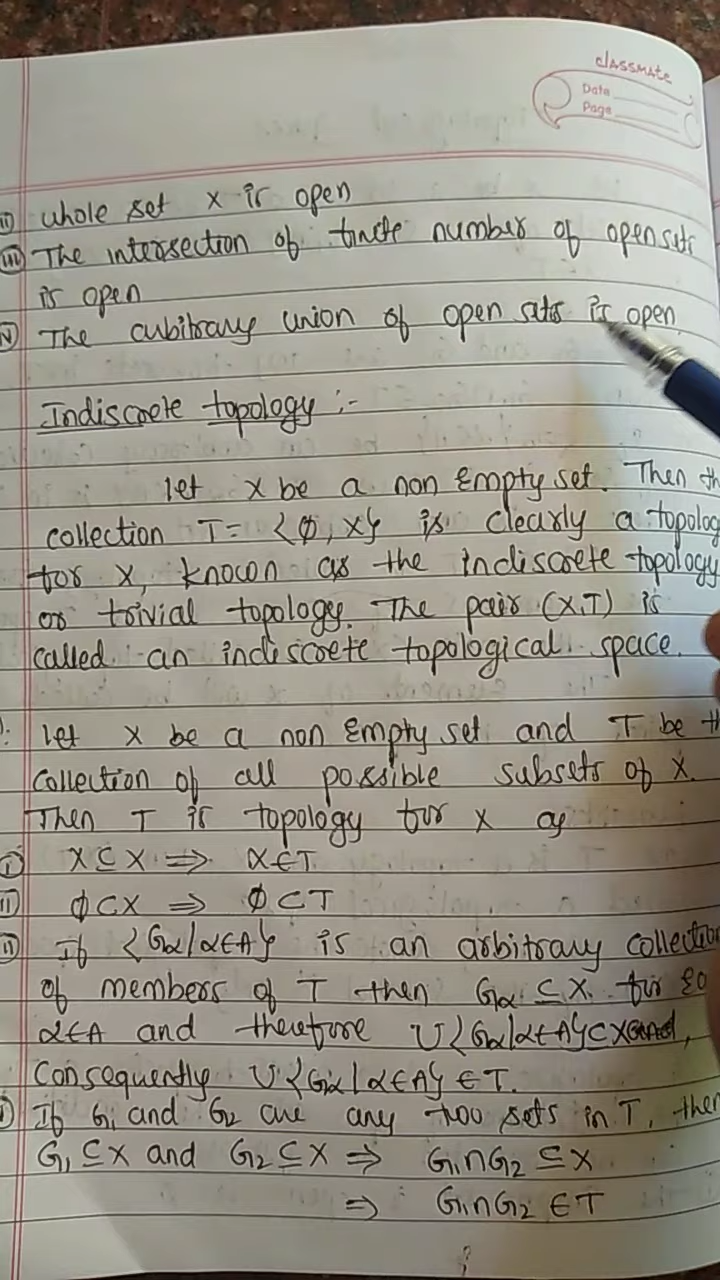 classmate
Date
Page
ii) whole set X is open
iii) The intersection of finite number of open sets
is open
iv) The arbitrary union of open sets is open.
Indiscrete topology :-
Let X be a non Empty set. Then th
collection T = {ϕ, X} is clearly a topolog
for X, known as the indiscrete topology
or trivial topology. The pair (X,T) is
called an indiscrete topological space.
: Let X be a non Empty set and T be th
Collection of all possible subsets of X.
Then T is topology for X as
i) X ⊆ X ⇒ X ∈ T
ii) ϕ ⊂ X ⇒ ϕ ⊂ T
If {Gα | α ∈ A} is an arbitrary collection
of members of T then Gα ⊆ X. for
α ∈ A and therefore ∪{Gα | α ∈ A} ⊆ X and,
Consequently ∪{Gα | α ∈ A} ∈ T.
If G1 and G2 are any two sets in T, then
G1 ⊆ X and G2 ⊆ X ⇒ G1 ∩ G2 ⊆ X
⇒ G1 ∩ G2 ∈ T